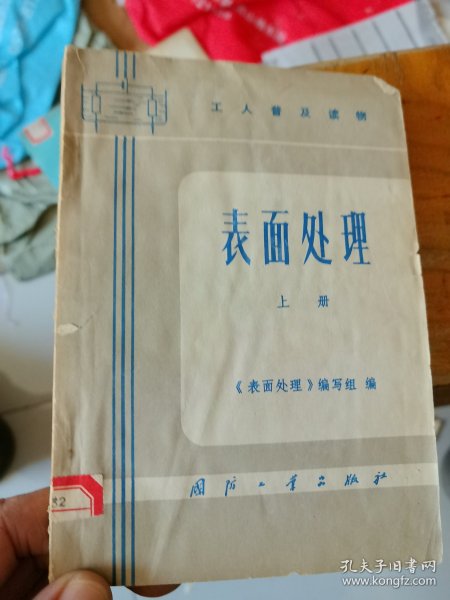 工人普及读物
表面处理
上册
《表面处理》编写组 编
国防工业出版社
32
孔夫子旧书网
www.kongfz.com